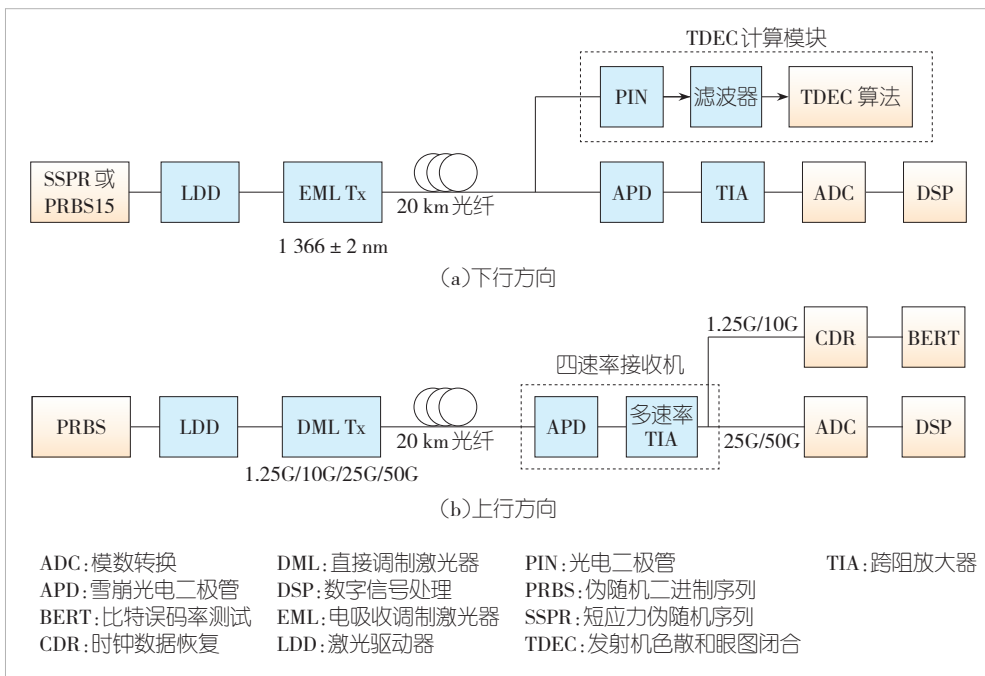 TDEC计算模块
PIN
滤波器
TDEC 算法
SSPR 或
PRBS15
LDD
EML Tx
20 km光纤
APD
TIA
ADC
DSP
1 366 ± 2 nm
(a)下行方向
1.25G/10G
CDR
BERT
四速率接收机
PRBS
LDD
DML Tx
20 km光纤
APD
多速率
TIA
25G/50G
ADC
DSP
1.25G/10G/25G/50G
(b)上行方向
ADC:模数转换
APD:雪崩光电二极管
BERT:比特误码率测试
CDR:时钟数据恢复
DML:直接调制激光器
DSP:数字信号处理
EML:电吸收调制激光器
LDD:激光驱动器
PIN:光电二极管
PRBS:伪随机二进制序列
SSPR:短应力伪随机序列
TDEC:发射机色散和眼图闭合
TIA:跨阻放大器